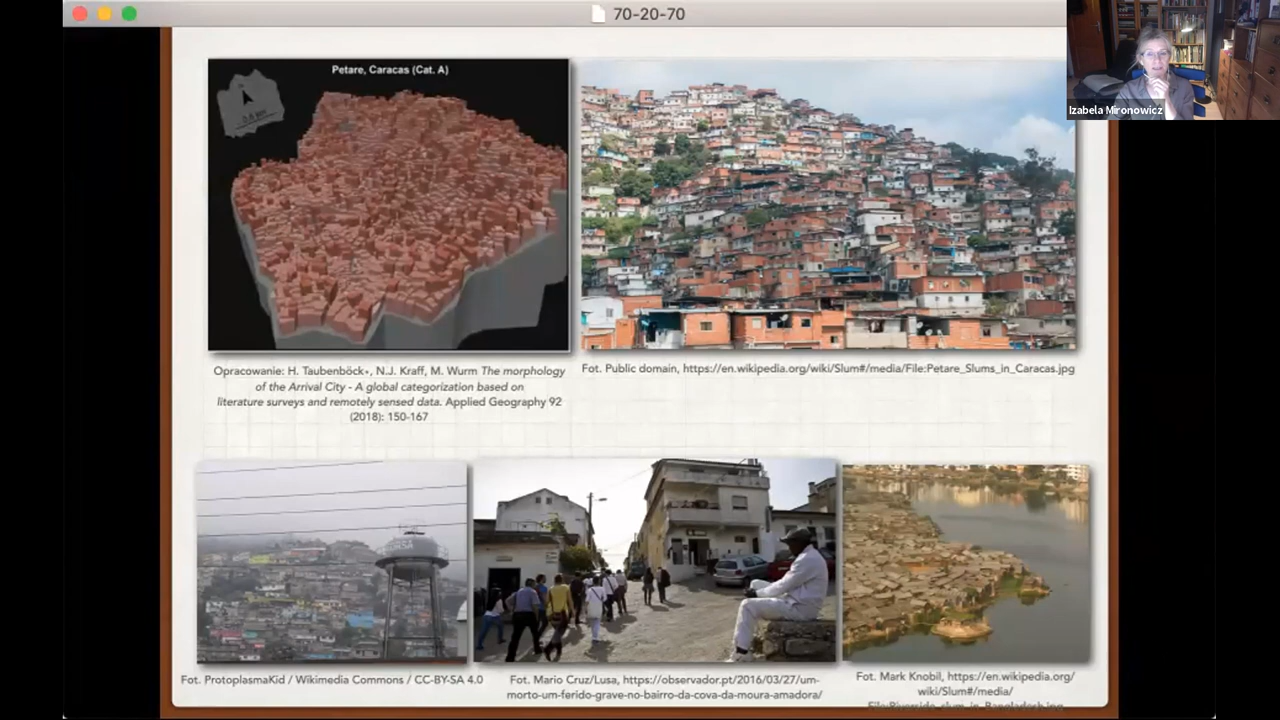 70-20-70
Izabela Mironowicz
Petare, Caracas (Cat. A)
Opracowanie: H. Taubenböck*, N.J. Kraff, M. Wurm The morphology
of the Arrival City - A global categorization based on
literature surveys and remotely sensed data. Applied Geography 92
(2018): 150-167
Fot. Public domain, https://en.wikipedia.org/wiki/Slum#/media/File:Petare_Slums_in_Caracas.jpg
Fot. ProtoplasmaKid / Wikimedia Commons / CC-BY-SA 4.0
Fot. Mario Cruz/Lusa, https://observador.pt/2016/03/27/um-
morto-um-ferido-grave-no-bairro-da-cova-da-moura-amadora/
Fot. Mark Knobil, https://en.wikipedia.org/
wiki/Slum#/media/
File:Riverside_slum_in_Bangladesh.jpg